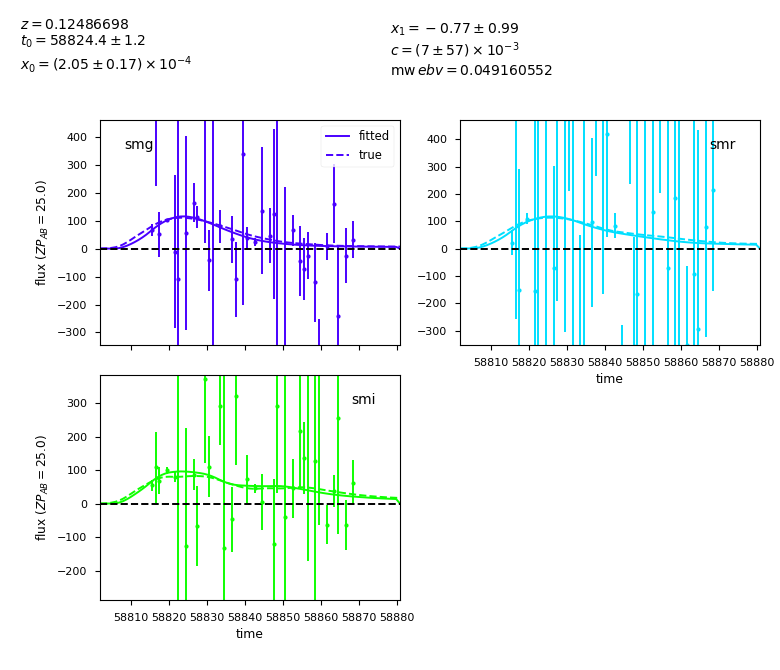 z = 0.12486698
t₀ = 58824.4 ± 1.2
x₀ = (2.05 ± 0.17) × 10⁻⁴
x₁ = −0.77 ± 0.99
c = (7 ± 57) × 10⁻³
mw ebv = 0.049160552
smg
fitted
true
400
300
200
100
0
−100
−200
−300
flux (ZP_AB = 25.0)
smr
400
300
200
100
0
−100
−200
−300
58810 58820 58830 58840 58850 58860 58870 58880
time
smi
300
200
100
0
−100
−200
flux (ZP_AB = 25.0)
58810 58820 58830 58840 58850 58860 58870 58880
time